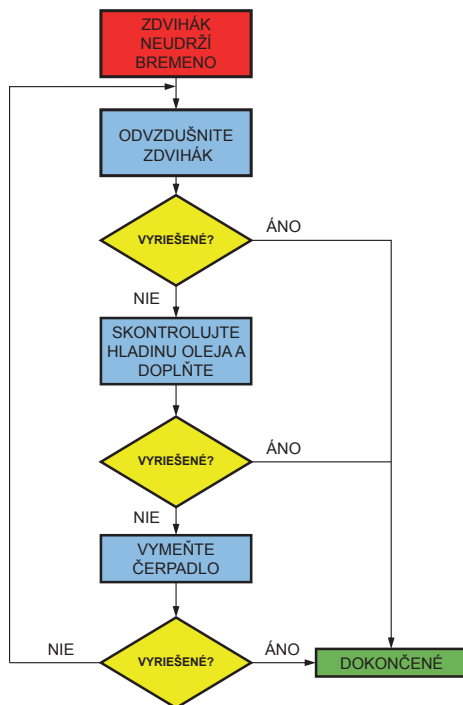 ZDVIHÁK
NEUDRŽÍ
BREMENO
ODVZDUŠNITE
ZDVIHÁK
VYRIEŠENÉ?
ÁNO
NIE
SKONTROLUJTE
HLADINU OLEJA A
DOPLŇTE
VYRIEŠENÉ?
ÁNO
NIE
VYMEŇTE
ČERPADLO
NIE
VYRIEŠENÉ?
ÁNO
DOKONČENÉ